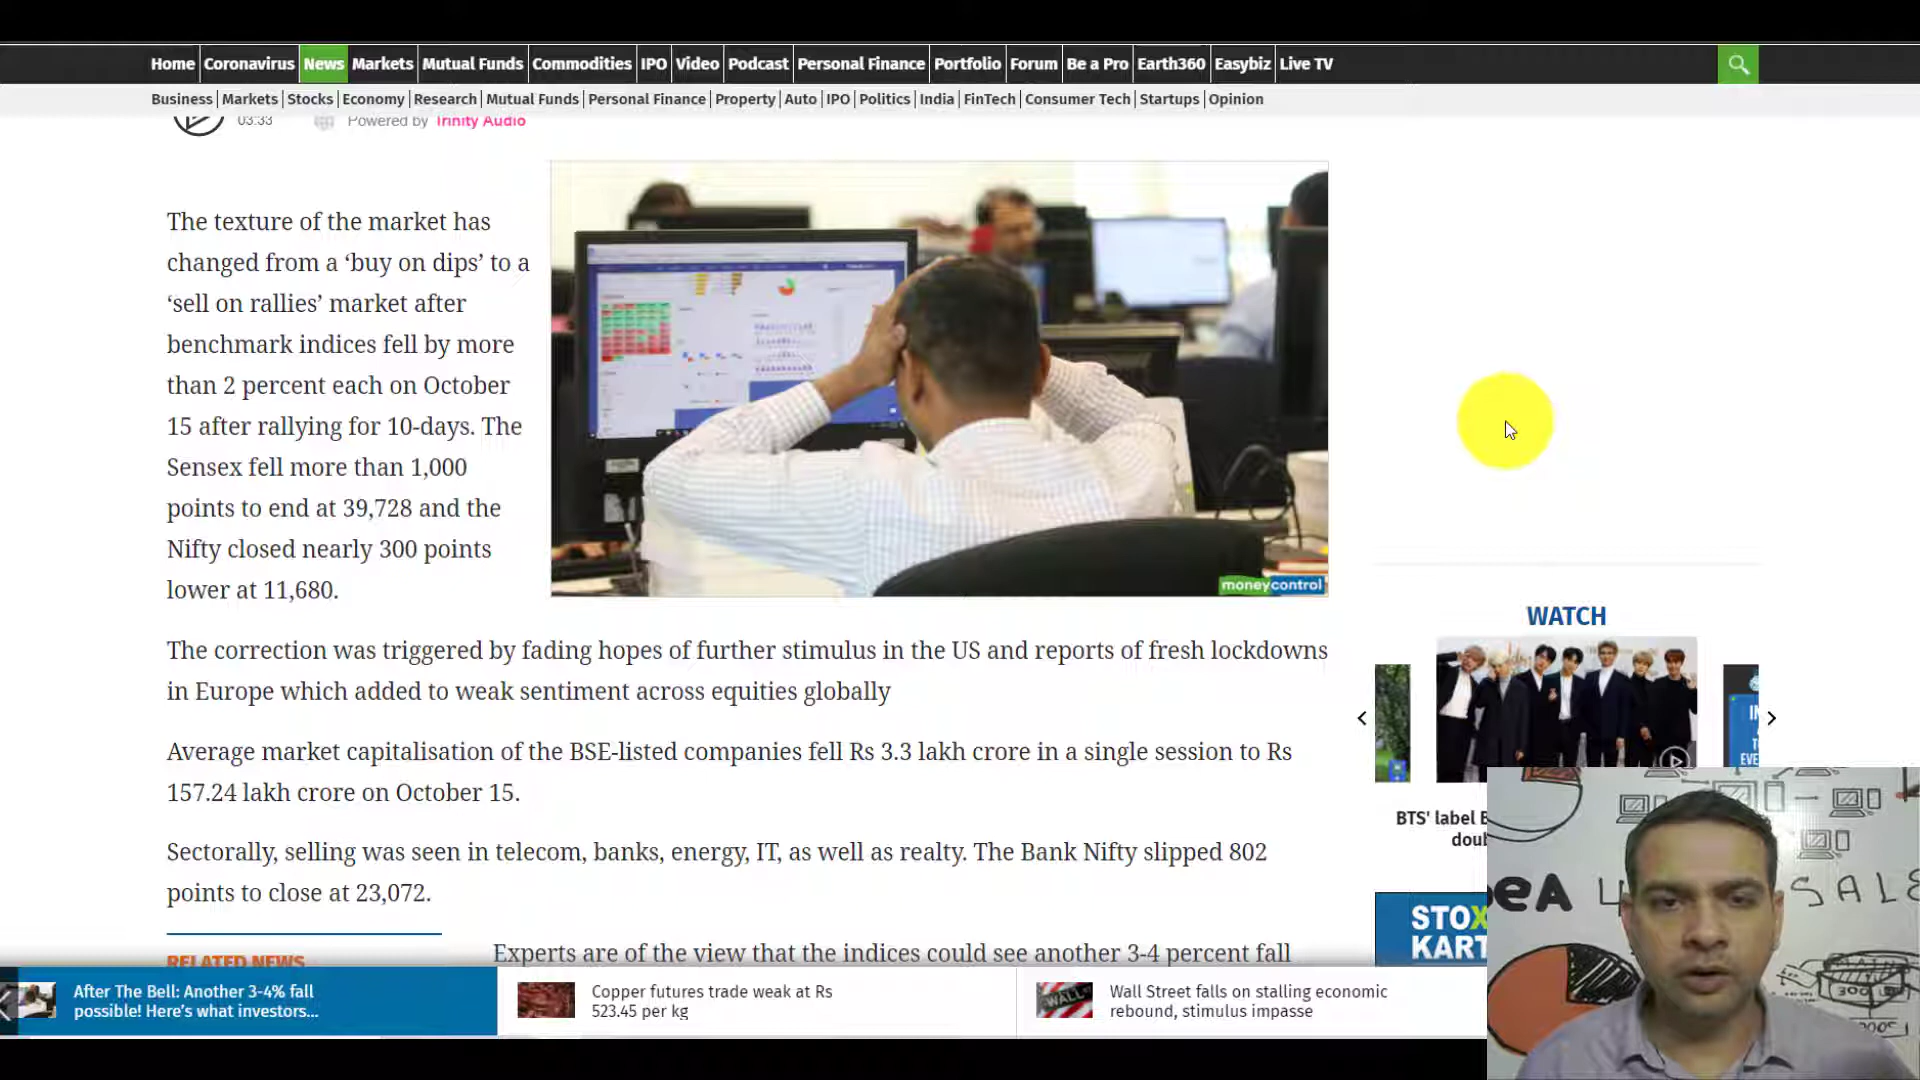 Home Coronavirus News Markets Mutual Funds Commodities IPO Video Podcast Personal Finance Portfolio Forum Be a Pro Earth360 Easybiz Live TV
Business Markets Stocks Economy Research Mutual Funds Personal Finance Property Auto IPO Politics India FinTech Consumer Tech Startups Opinion
03:33 Powered by Trinity Audio
The texture of the market has
changed from a ‘buy on dips’ to a
‘sell on rallies’ market after
benchmark indices fell by more
than 2 percent each on October
15 after rallying for 10-days. The
Sensex fell more than 1,000
points to end at 39,728 and the
Nifty closed nearly 300 points
lower at 11,680.
moneycontrol
The correction was triggered by fading hopes of further stimulus in the US and reports of fresh lockdowns
in Europe which added to weak sentiment across equities globally
Average market capitalisation of the BSE-listed companies fell Rs 3.3 lakh crore in a single session to Rs
157.24 lakh crore on October 15.
Sectorally, selling was seen in telecom, banks, energy, IT, as well as realty. The Bank Nifty slipped 802
points to close at 23,072.
RELATED NEWS
Experts are of the view that the indices could see another 3-4 percent fall
WATCH
BTS' label
STOX
KART
SALE
After The Bell: Another 3-4% fall
possible! Here’s what investors...
Copper futures trade weak at Rs
523.45 per kg
Wall Street falls on stalling economic
rebound, stimulus impasse